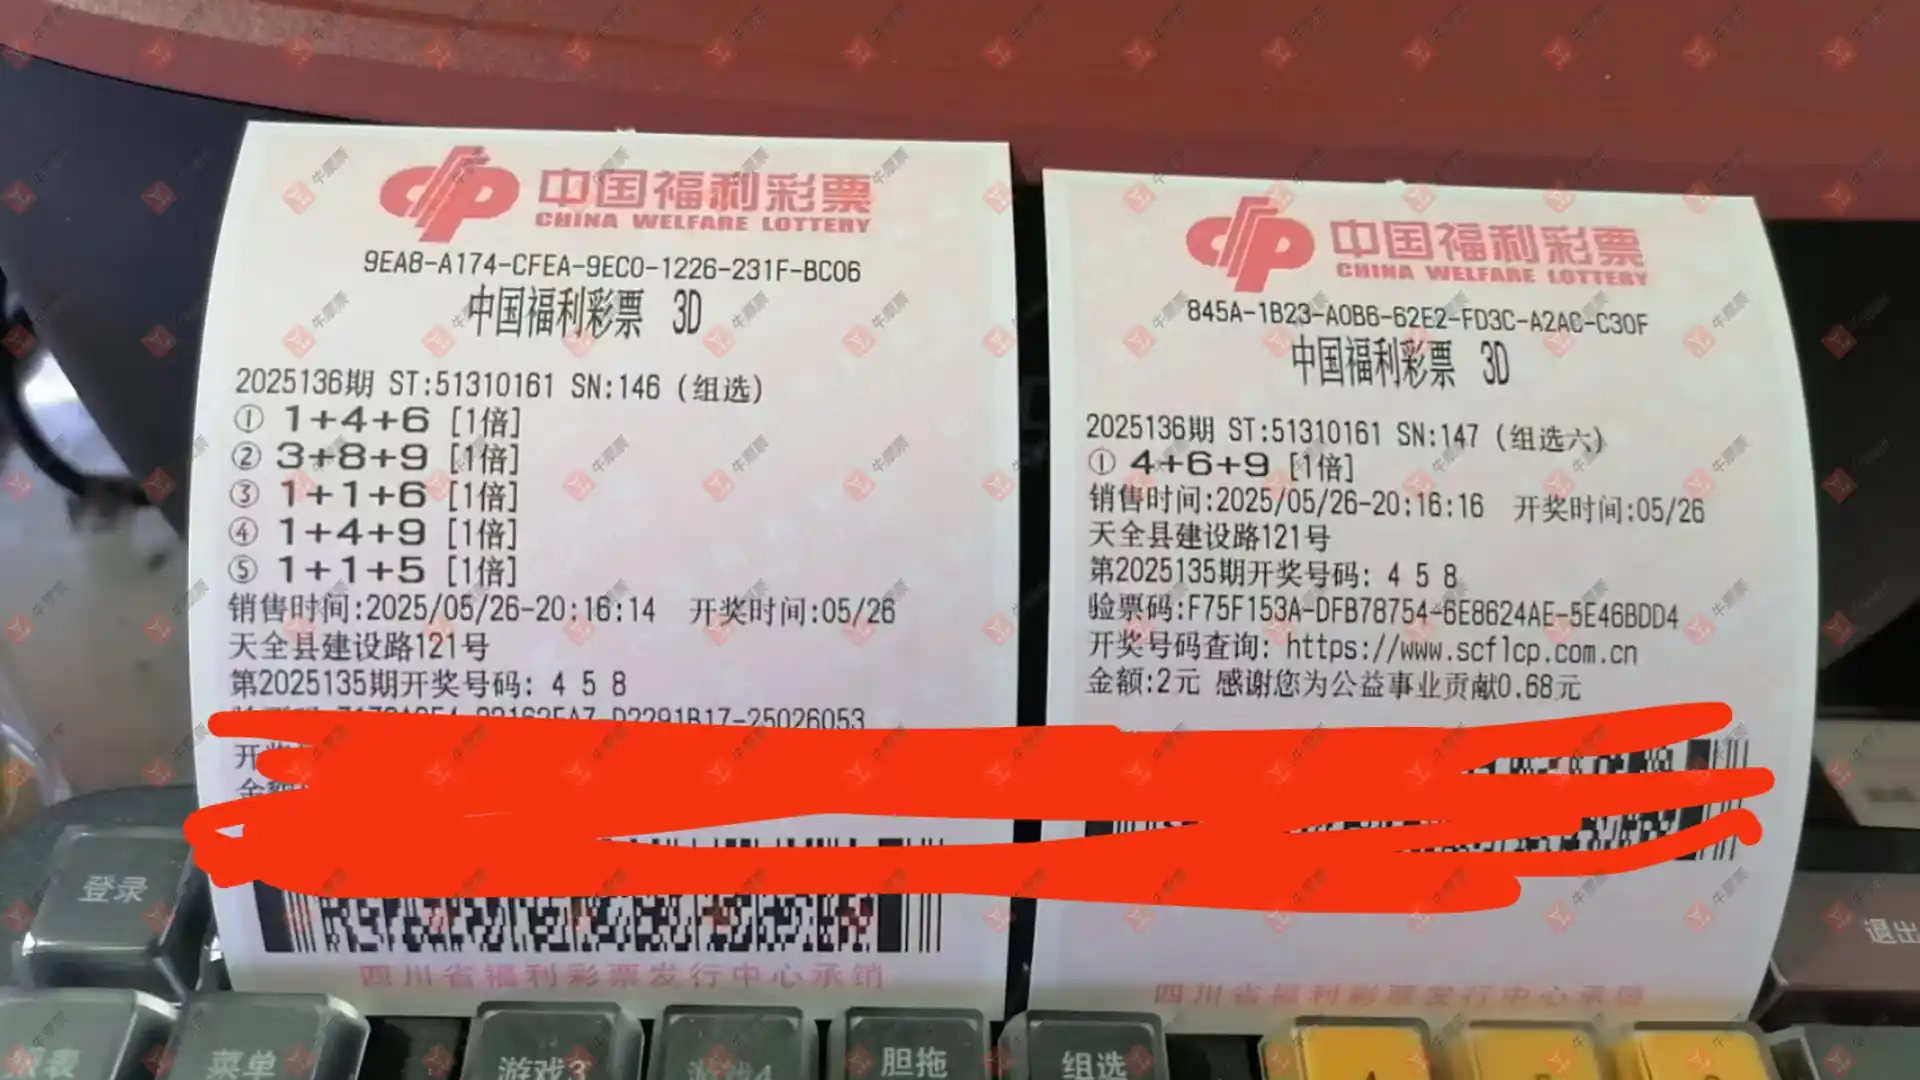 中国福利彩票
CHINA WELFARE LOTTERY
9EA8-A174-CFEA-9EC0-1226-231F-BC06
中国福利彩票 3D
2025136期 ST:51310161 SN:146 (组选)
① 1+4+6 [1倍]
② 3+8+9 [1倍]
③ 1+1+6 [1倍]
④ 1+4+9 [1倍]
⑤ 1+1+5 [1倍]
销售时间:2025/05/26-20:16:14 开奖时间:05/26
天全县建设路121号
第2025135期开奖号码: 4 5 8
D2291B17-25026053
开
四川省福利彩票发行中心承销
中国福利彩票
CHINA WELFARE LOTTERY
845A-1B23-A0B6-62E2-FD3C-A2AC-C30F
中国福利彩票 3D
2025136期 ST:51310161 SN:147 (组选六)
① 4+6+9 [1倍]
销售时间:2025/05/26-20:16:16 开奖时间:05/26
天全县建设路121号
第2025135期开奖号码: 4 5 8
验票码:F75F153A-DFB78754-6E8624AE-5E46BDD4
开奖号码查询: https://www.scflcp.com.cn
金额:2元 感谢您为公益事业贡献0.68元
四川省福利彩票发行中心承销
登录
退出
菜单
游戏3
游戏4
胆拖
组选